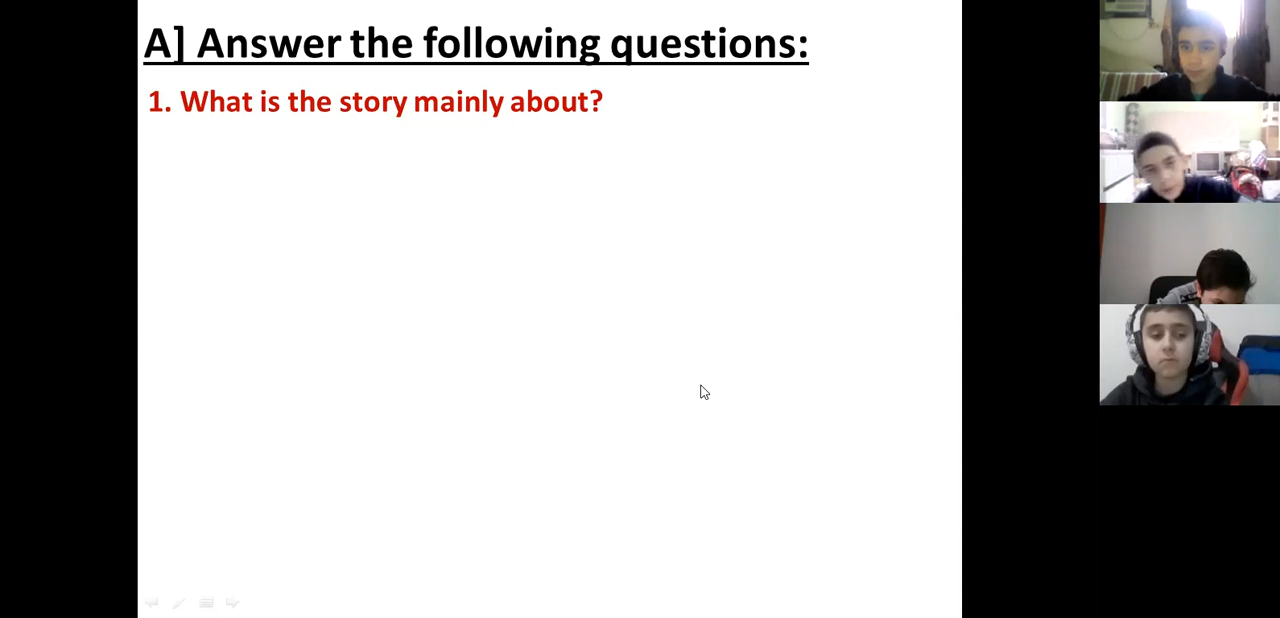 A] Answer the following questions:
1. What is the story mainly about?